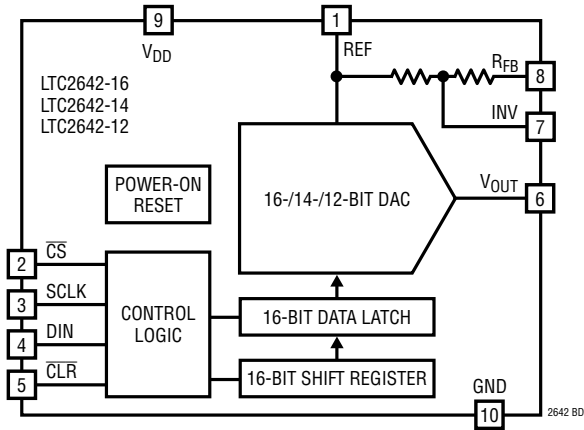 9
1
V_DD
REF
R_FB
8
LTC2642-16
LTC2642-14
LTC2642-12
INV
7
POWER-ON
RESET
16-/14-/12-BIT DAC
V_OUT
6
2
C̅S̅
3
SCLK
4
DIN
5
C̅L̅R̅
CONTROL
LOGIC
16-BIT DATA LATCH
16-BIT SHIFT REGISTER
GND
10
2642 BD